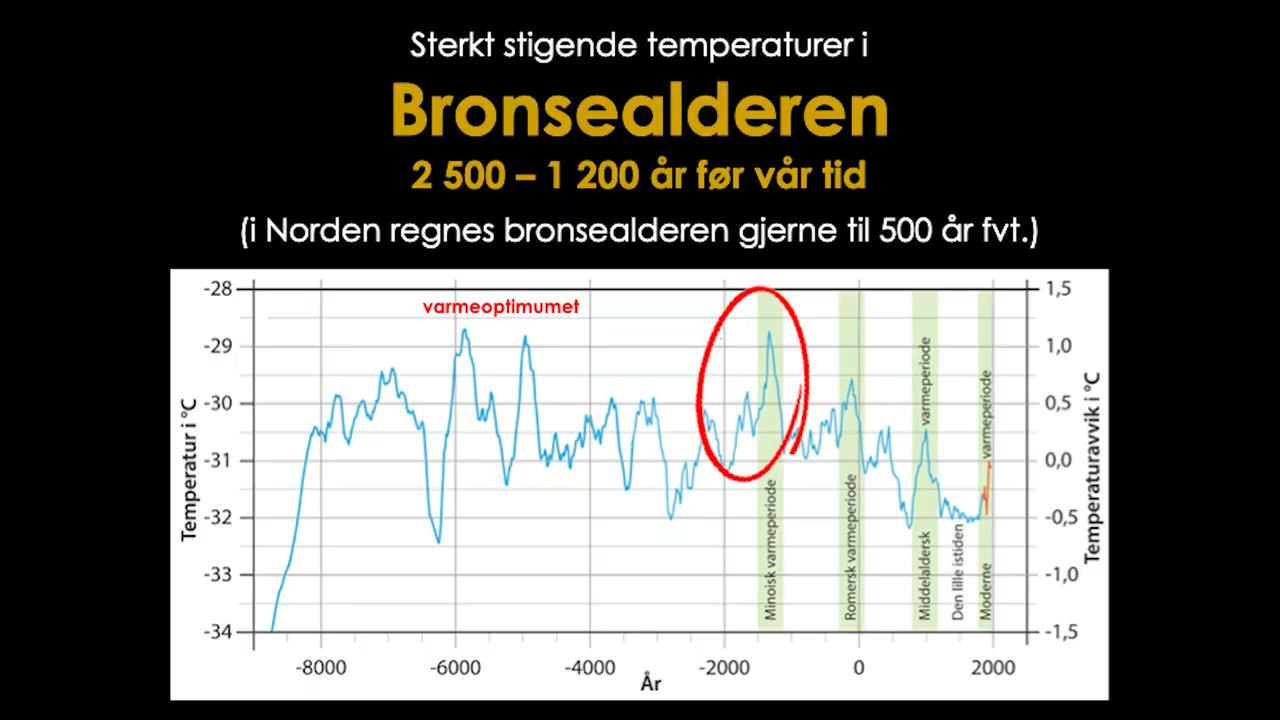 Sterkt stigende temperaturer i
Bronsealderen
2 500 – 1 200 år før vår tid
(i Norden regnes bronsealderen gjerne til 500 år fvt.)
varmeoptimumet
-28
-29
-30
-31
-32
-33
-34
Temperatur i °C
1,5
1,0
0,5
0,0
-0,5
-1,0
-1,5
Temperaturavvik i °C
Minoisk varmeperiode
Romersk varmeperiode
Middelaldersk varmeperiode
Den lille istiden
Moderne varmeperiode
-8000
-6000
-4000
-2000
0
2000
År